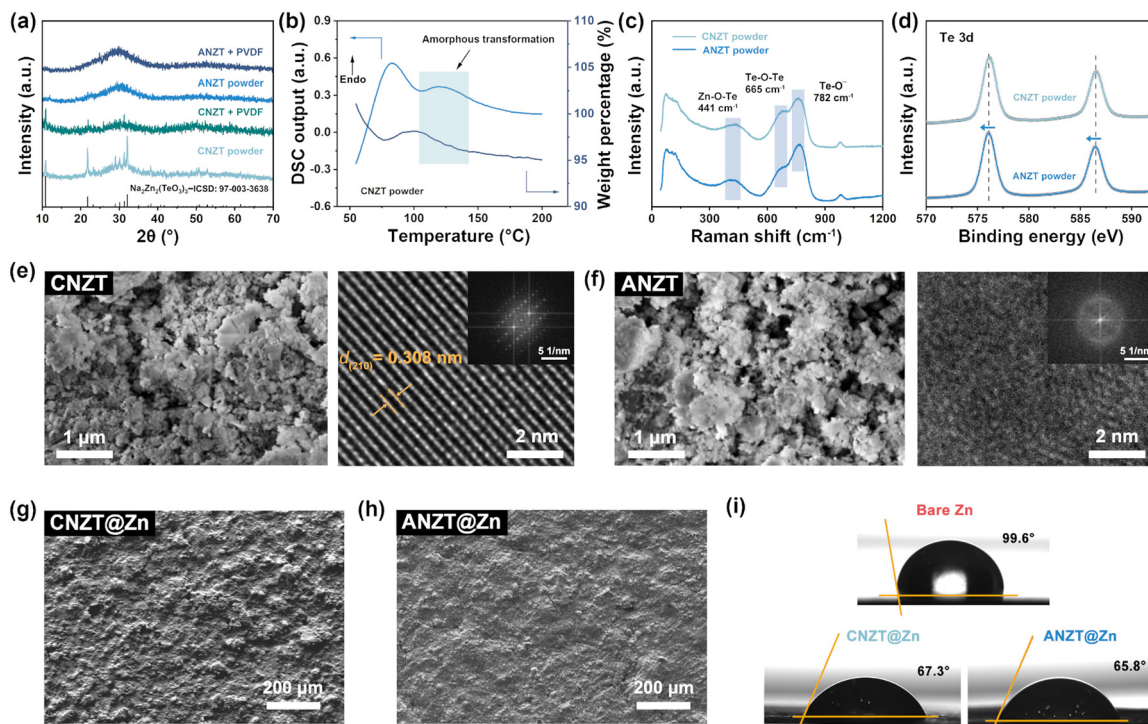 (a)
Intensity (a.u.)
ANZT + PVDF
ANZT powder
CNZT + PVDF
CNZT powder
Na₂Zn₂(TeO₃)₃−ICSD: 97-003-3638
10 20 30 40 50 60 70
2θ (°)
(b)
DSC output (a.u.)
0.9
0.6
0.3
0.0
-0.3
-0.6
Endo
Amorphous transformation
CNZT powder
50 100 150 200
Temperature (°C)
110
105
100
95
90
Weight percentage (%)
(c)
Intensity (a.u.)
CNZT powder
ANZT powder
Zn-O-Te
441 cm⁻¹
Te-O-Te
665 cm⁻¹
Te-O⁻
782 cm⁻¹
0 300 600 900 1200
Raman shift (cm⁻¹)
(d)
Intensity (a.u.)
Te 3d
CNZT powder
ANZT powder
570 575 580 585 590
Binding energy (eV)
(e)
CNZT
1 μm
d(210) = 0.308 nm
5 1/nm
2 nm
(f)
ANZT
1 μm
5 1/nm
2 nm
(g)
CNZT@Zn
200 μm
(h)
ANZT@Zn
200 μm
(i)
Bare Zn
99.6°
CNZT@Zn
67.3°
ANZT@Zn
65.8°